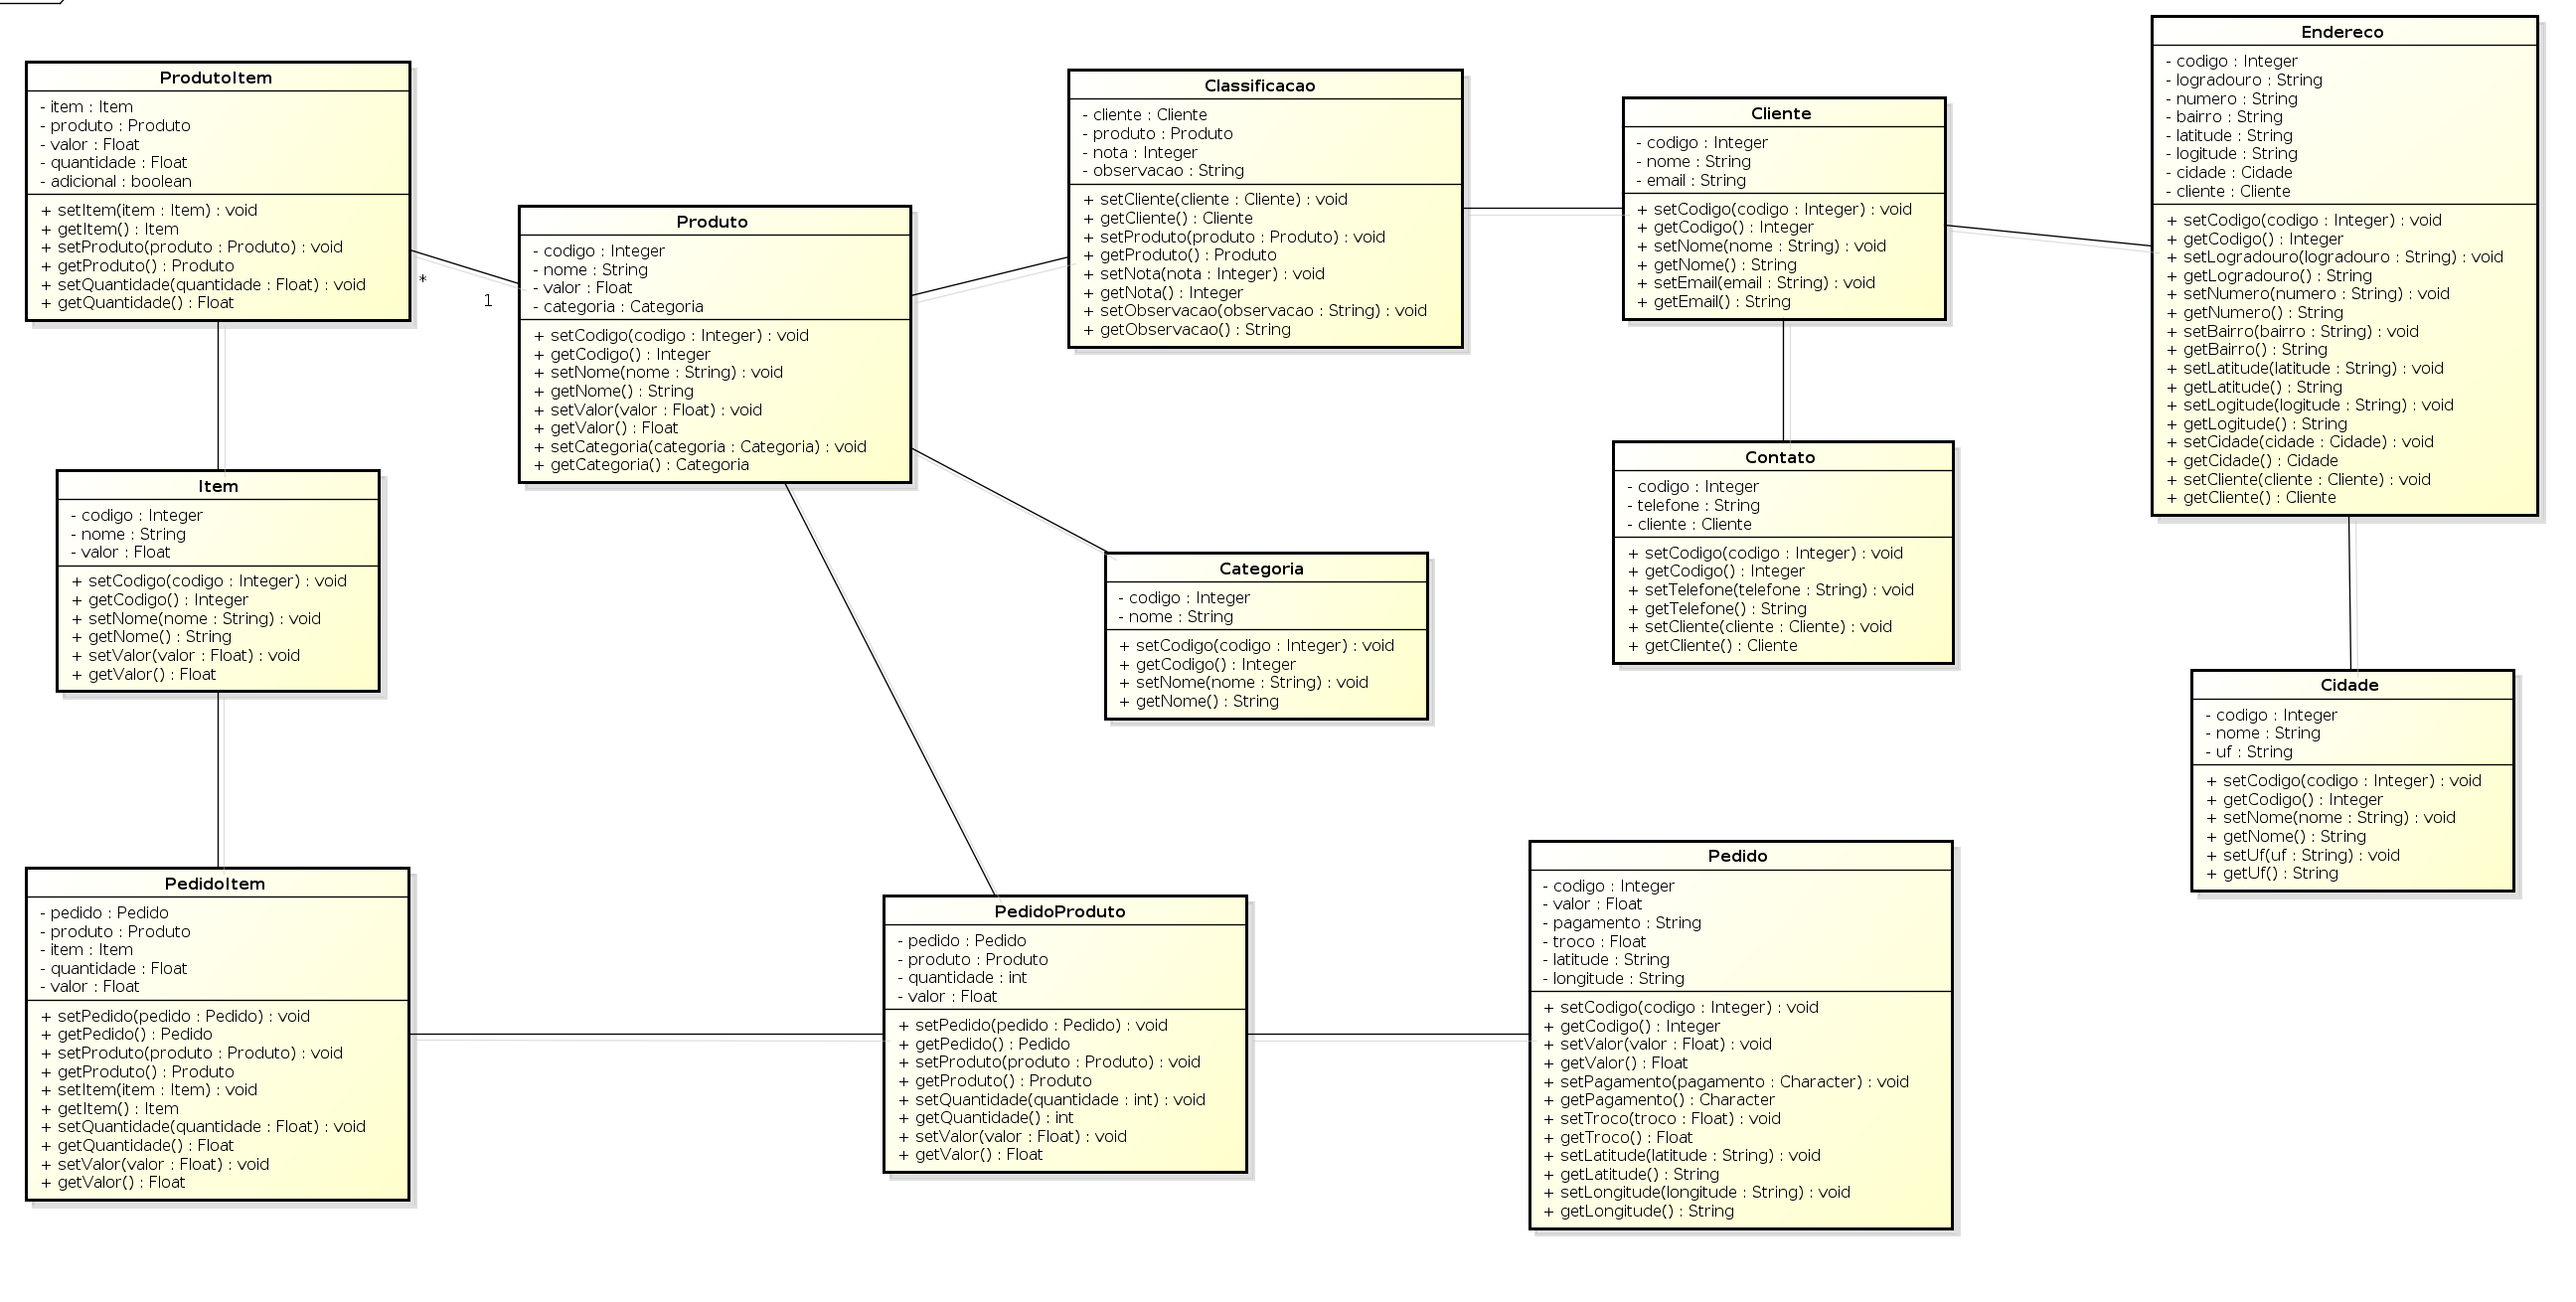 ProdutoItem
- item : Item
- produto : Produto
- valor : Float
- quantidade : Float
- adicional : boolean
+ setItem(item : Item) : void
+ getItem() : Item
+ setProduto(produto : Produto) : void
+ getProduto() : Produto
+ setQuantidade(quantidade : Float) : void
+ getQuantidade() : Float
*
1
Produto
- codigo : Integer
- nome : String
- valor : Float
- categoria : Categoria
+ setCodigo(codigo : Integer) : void
+ getCodigo() : Integer
+ setNome(nome : String) : void
+ getNome() : String
+ setValor(valor : Float) : void
+ getValor() : Float
+ setCategoria(categoria : Categoria) : void
+ getCategoria() : Categoria
Classificacao
- cliente : Cliente
- produto : Produto
- nota : Integer
- observacao : String
+ setCliente(cliente : Cliente) : void
+ getCliente() : Cliente
+ setProduto(produto : Produto) : void
+ getProduto() : Produto
+ setNota(nota : Integer) : void
+ getNota() : Integer
+ setObservacao(observacao : String) : void
+ getObservacao() : String
Cliente
- codigo : Integer
- nome : String
- email : String
+ setCodigo(codigo : Integer) : void
+ getCodigo() : Integer
+ setNome(nome : String) : void
+ getNome() : String
+ setEmail(email : String) : void
+ getEmail() : String
Endereco
- codigo : Integer
- logradouro : String
- numero : String
- bairro : String
- latitude : String
- logitude : String
- cidade : Cidade
- cliente : Cliente
+ setCodigo(codigo : Integer) : void
+ getCodigo() : Integer
+ setLogradouro(logradouro : String) : void
+ getLogradouro() : String
+ setNumero(numero : String) : void
+ getNumero() : String
+ setBairro(bairro : String) : void
+ getBairro() : String
+ setLatitude(latitude : String) : void
+ getLatitude() : String
+ setLogitude(logitude : String) : void
+ getLogitude() : String
+ setCidade(cidade : Cidade) : void
+ getCidade() : Cidade
+ setCliente(cliente : Cliente) : void
+ getCliente() : Cliente
Item
- codigo : Integer
- nome : String
- valor : Float
+ setCodigo(codigo : Integer) : void
+ getCodigo() : Integer
+ setNome(nome : String) : void
+ getNome() : String
+ setValor(valor : Float) : void
+ getValor() : Float
Categoria
- codigo : Integer
- nome : String
+ setCodigo(codigo : Integer) : void
+ getCodigo() : Integer
+ setNome(nome : String) : void
+ getNome() : String
Contato
- codigo : Integer
- telefone : String
- cliente : Cliente
+ setCodigo(codigo : Integer) : void
+ getCodigo() : Integer
+ setTelefone(telefone : String) : void
+ getTelefone() : String
+ setCliente(cliente : Cliente) : void
+ getCliente() : Cliente
Cidade
- codigo : Integer
- nome : String
- uf : String
+ setCodigo(codigo : Integer) : void
+ getCodigo() : Integer
+ setNome(nome : String) : void
+ getNome() : String
+ setUf(uf : String) : void
+ getUf() : String
PedidoItem
- pedido : Pedido
- produto : Produto
- item : Item
- quantidade : Float
- valor : Float
+ setPedido(pedido : Pedido) : void
+ getPedido() : Pedido
+ setProduto(produto : Produto) : void
+ getProduto() : Produto
+ setItem(item : Item) : void
+ getItem() : Item
+ setQuantidade(quantidade : Float) : void
+ getQuantidade() : Float
+ setValor(valor : Float) : void
+ getValor() : Float
PedidoProduto
- pedido : Pedido
- produto : Produto
- quantidade : int
- valor : Float
+ setPedido(pedido : Pedido) : void
+ getPedido() : Pedido
+ setProduto(produto : Produto) : void
+ getProduto() : Produto
+ setQuantidade(quantidade : int) : void
+ getQuantidade() : int
+ setValor(valor : Float) : void
+ getValor() : Float
Pedido
- codigo : Integer
- valor : Float
- pagamento : String
- troco : Float
- latitude : String
- longitude : String
+ setCodigo(codigo : Integer) : void
+ getCodigo() : Integer
+ setValor(valor : Float) : void
+ getValor() : Float
+ setPagamento(pagamento : Character) : void
+ getPagamento() : Character
+ setTroco(troco : Float) : void
+ getTroco() : Float
+ setLatitude(latitude : String) : void
+ getLatitude() : String
+ setLongitude(longitude : String) : void
+ getLongitude() : String